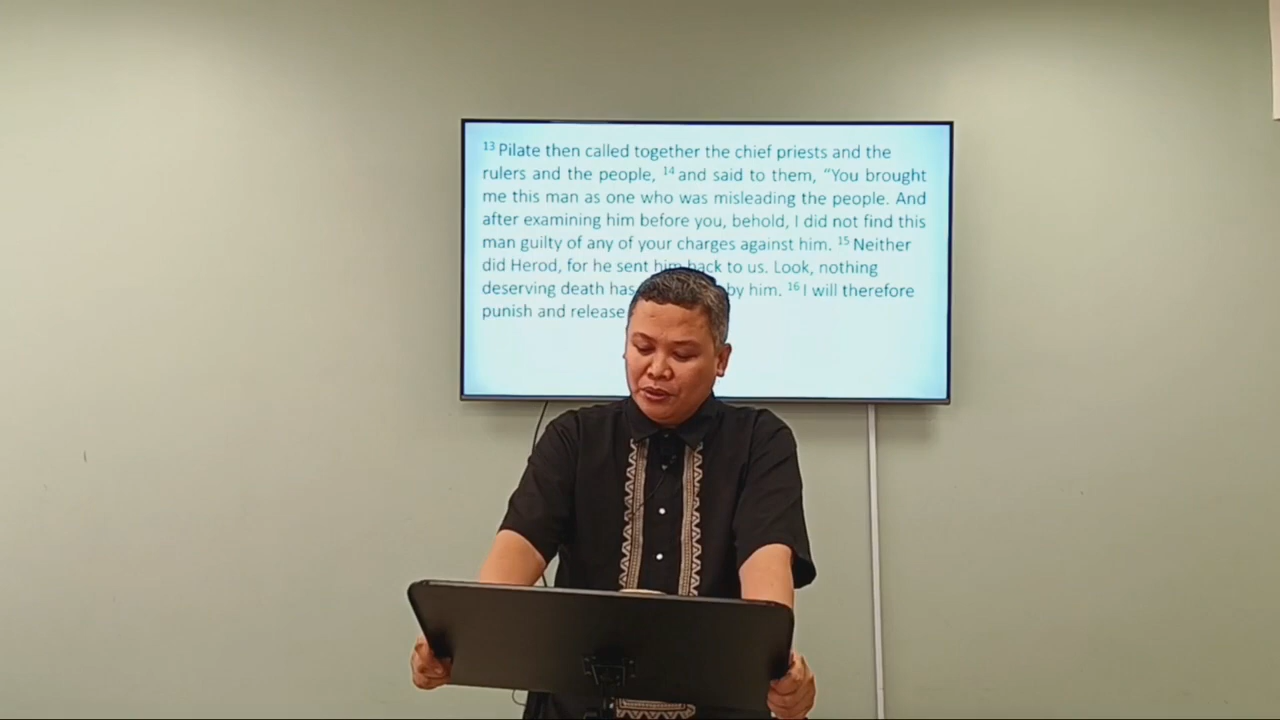 13 Pilate then called together the chief priests and the
rulers and the people, 14 and said to them, “You brought
me this man as one who was misleading the people. And
after examining him before you, behold, I did not find this
man guilty of any of your charges against him. 15 Neither
did Herod, for he sent him back to us. Look, nothing
deserving death has by him. 16 I will therefore
punish and release